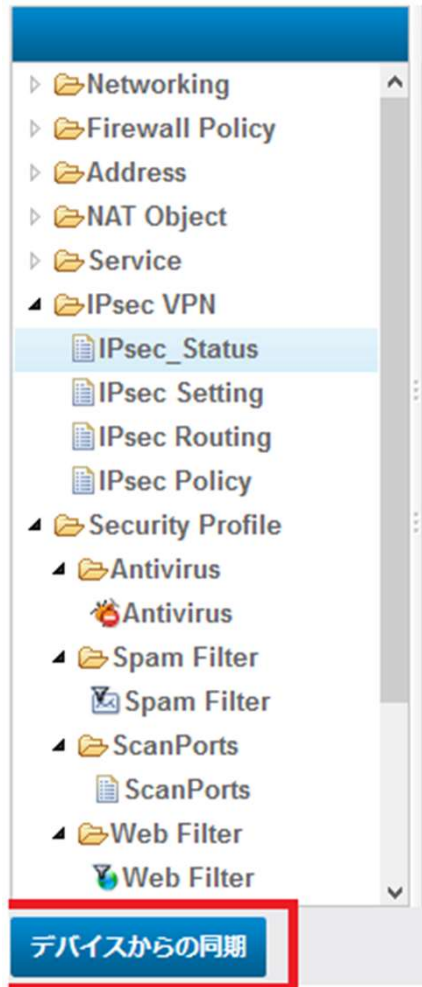 Networking
Firewall Policy
Address
NAT Object
Service
IPsec VPN
IPsec_Status
IPsec Setting
IPsec Routing
IPsec Policy
Security Profile
Antivirus
Antivirus
Spam Filter
Spam Filter
ScanPorts
ScanPorts
Web Filter
Web Filter
デバイスからの同期